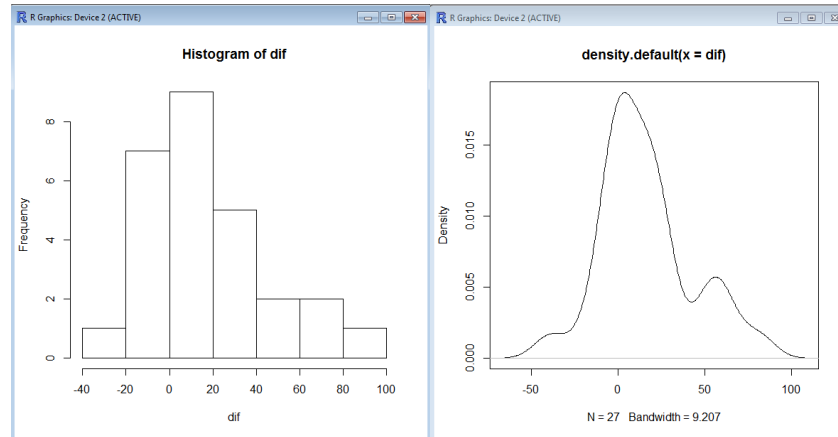 R Graphics: Device 2 (ACTIVE)
Histogram of dif
Frequency
0
2
4
6
8
-40 -20 0 20 40 60 80 100
dif
R Graphics: Device 2 (ACTIVE)
density.default(x = dif)
Density
0.000
0.005
0.010
0.015
-50 0 50 100
N = 27 Bandwidth = 9.207